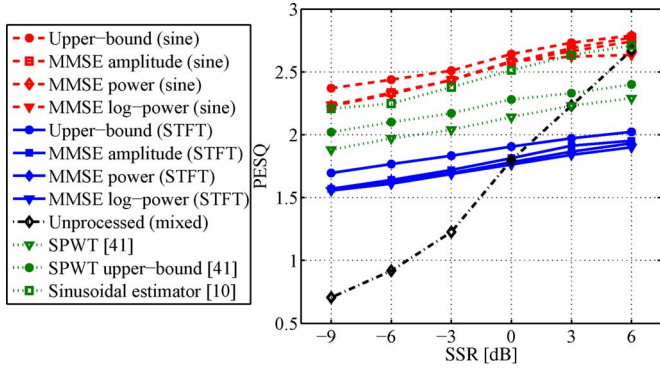 Upper−bound (sine)
MMSE amplitude (sine)
MMSE power (sine)
MMSE log−power (sine)
Upper−bound (STFT)
MMSE amplitude (STFT)
MMSE power (STFT)
MMSE log−power (STFT)
Unprocessed (mixed)
SPWT [41]
SPWT upper−bound [41]
Sinusoidal estimator [10]
PESQ
3
2.5
2
1.5
1
0.5
−9 −6 −3 0 3 6
SSR [dB]